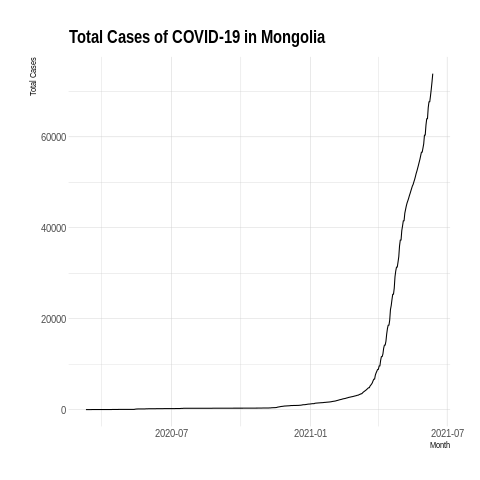 Total Cases of COVID-19 in Mongolia
Total Cases
60000
40000
20000
0
2020-07 2021-01 2021-07
Month